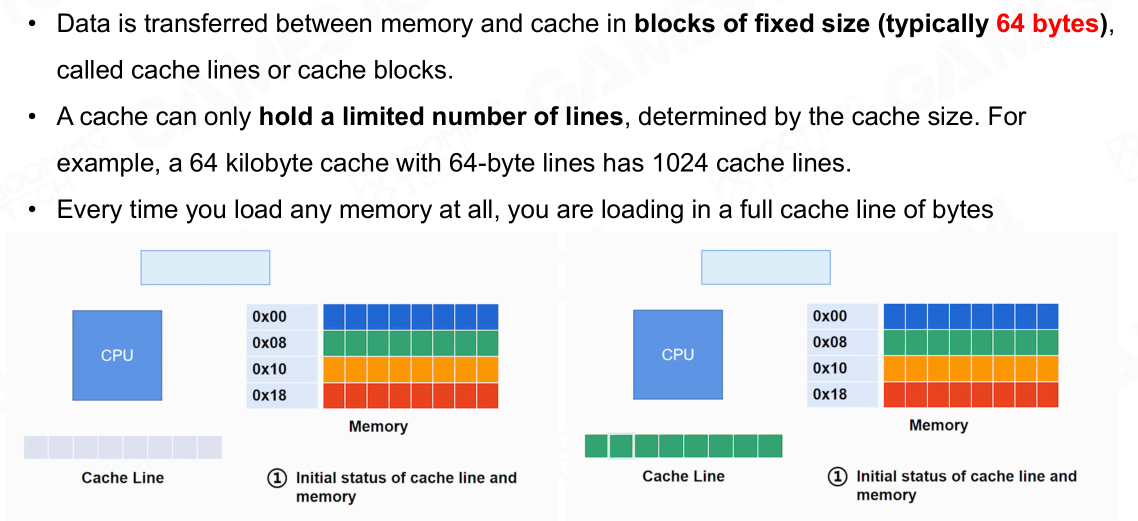 • Data is transferred between memory and cache in blocks of fixed size (typically 64 bytes),
called cache lines or cache blocks.
• A cache can only hold a limited number of lines, determined by the cache size. For
example, a 64 kilobyte cache with 64-byte lines has 1024 cache lines.
• Every time you load any memory at all, you are loading in a full cache line of bytes
CPU
0x00
0x08
0x10
0x18
Memory
Cache Line
① Initial status of cache line and
memory
CPU
0x00
0x08
0x10
0x18
Memory
Cache Line
① Initial status of cache line and
memory